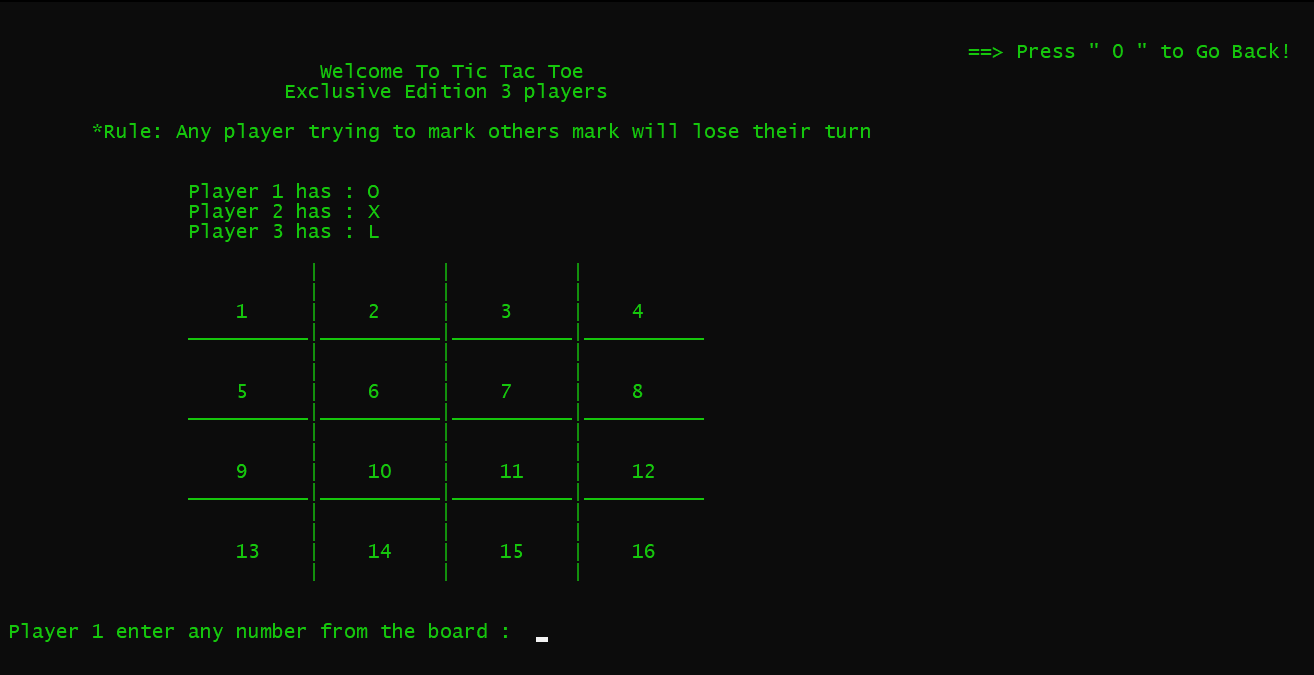 ==> Press " 0 " to Go Back!
Welcome To Tic Tac Toe
Exclusive Edition 3 players
*Rule: Any player trying to mark others mark will lose their turn
Player 1 has : O
Player 2 has : X
Player 3 has : L
1 2 3 4
5 6 7 8
9 10 11 12
13 14 15 16
Player 1 enter any number from the board :